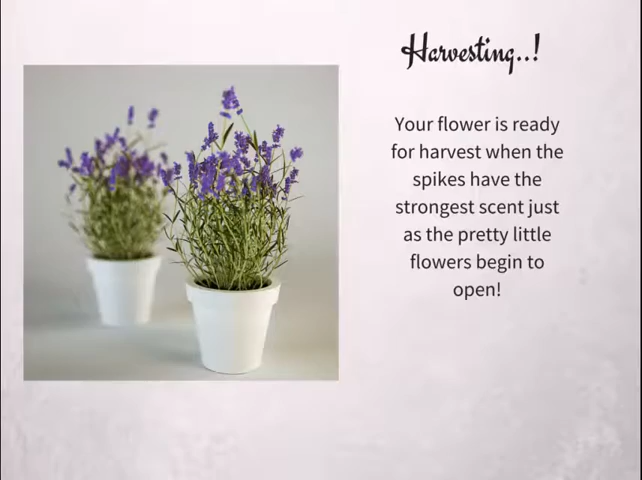 Harvesting..!
Your flower is ready
for harvest when the
spikes have the
strongest scent just
as the pretty little
flowers begin to
open!